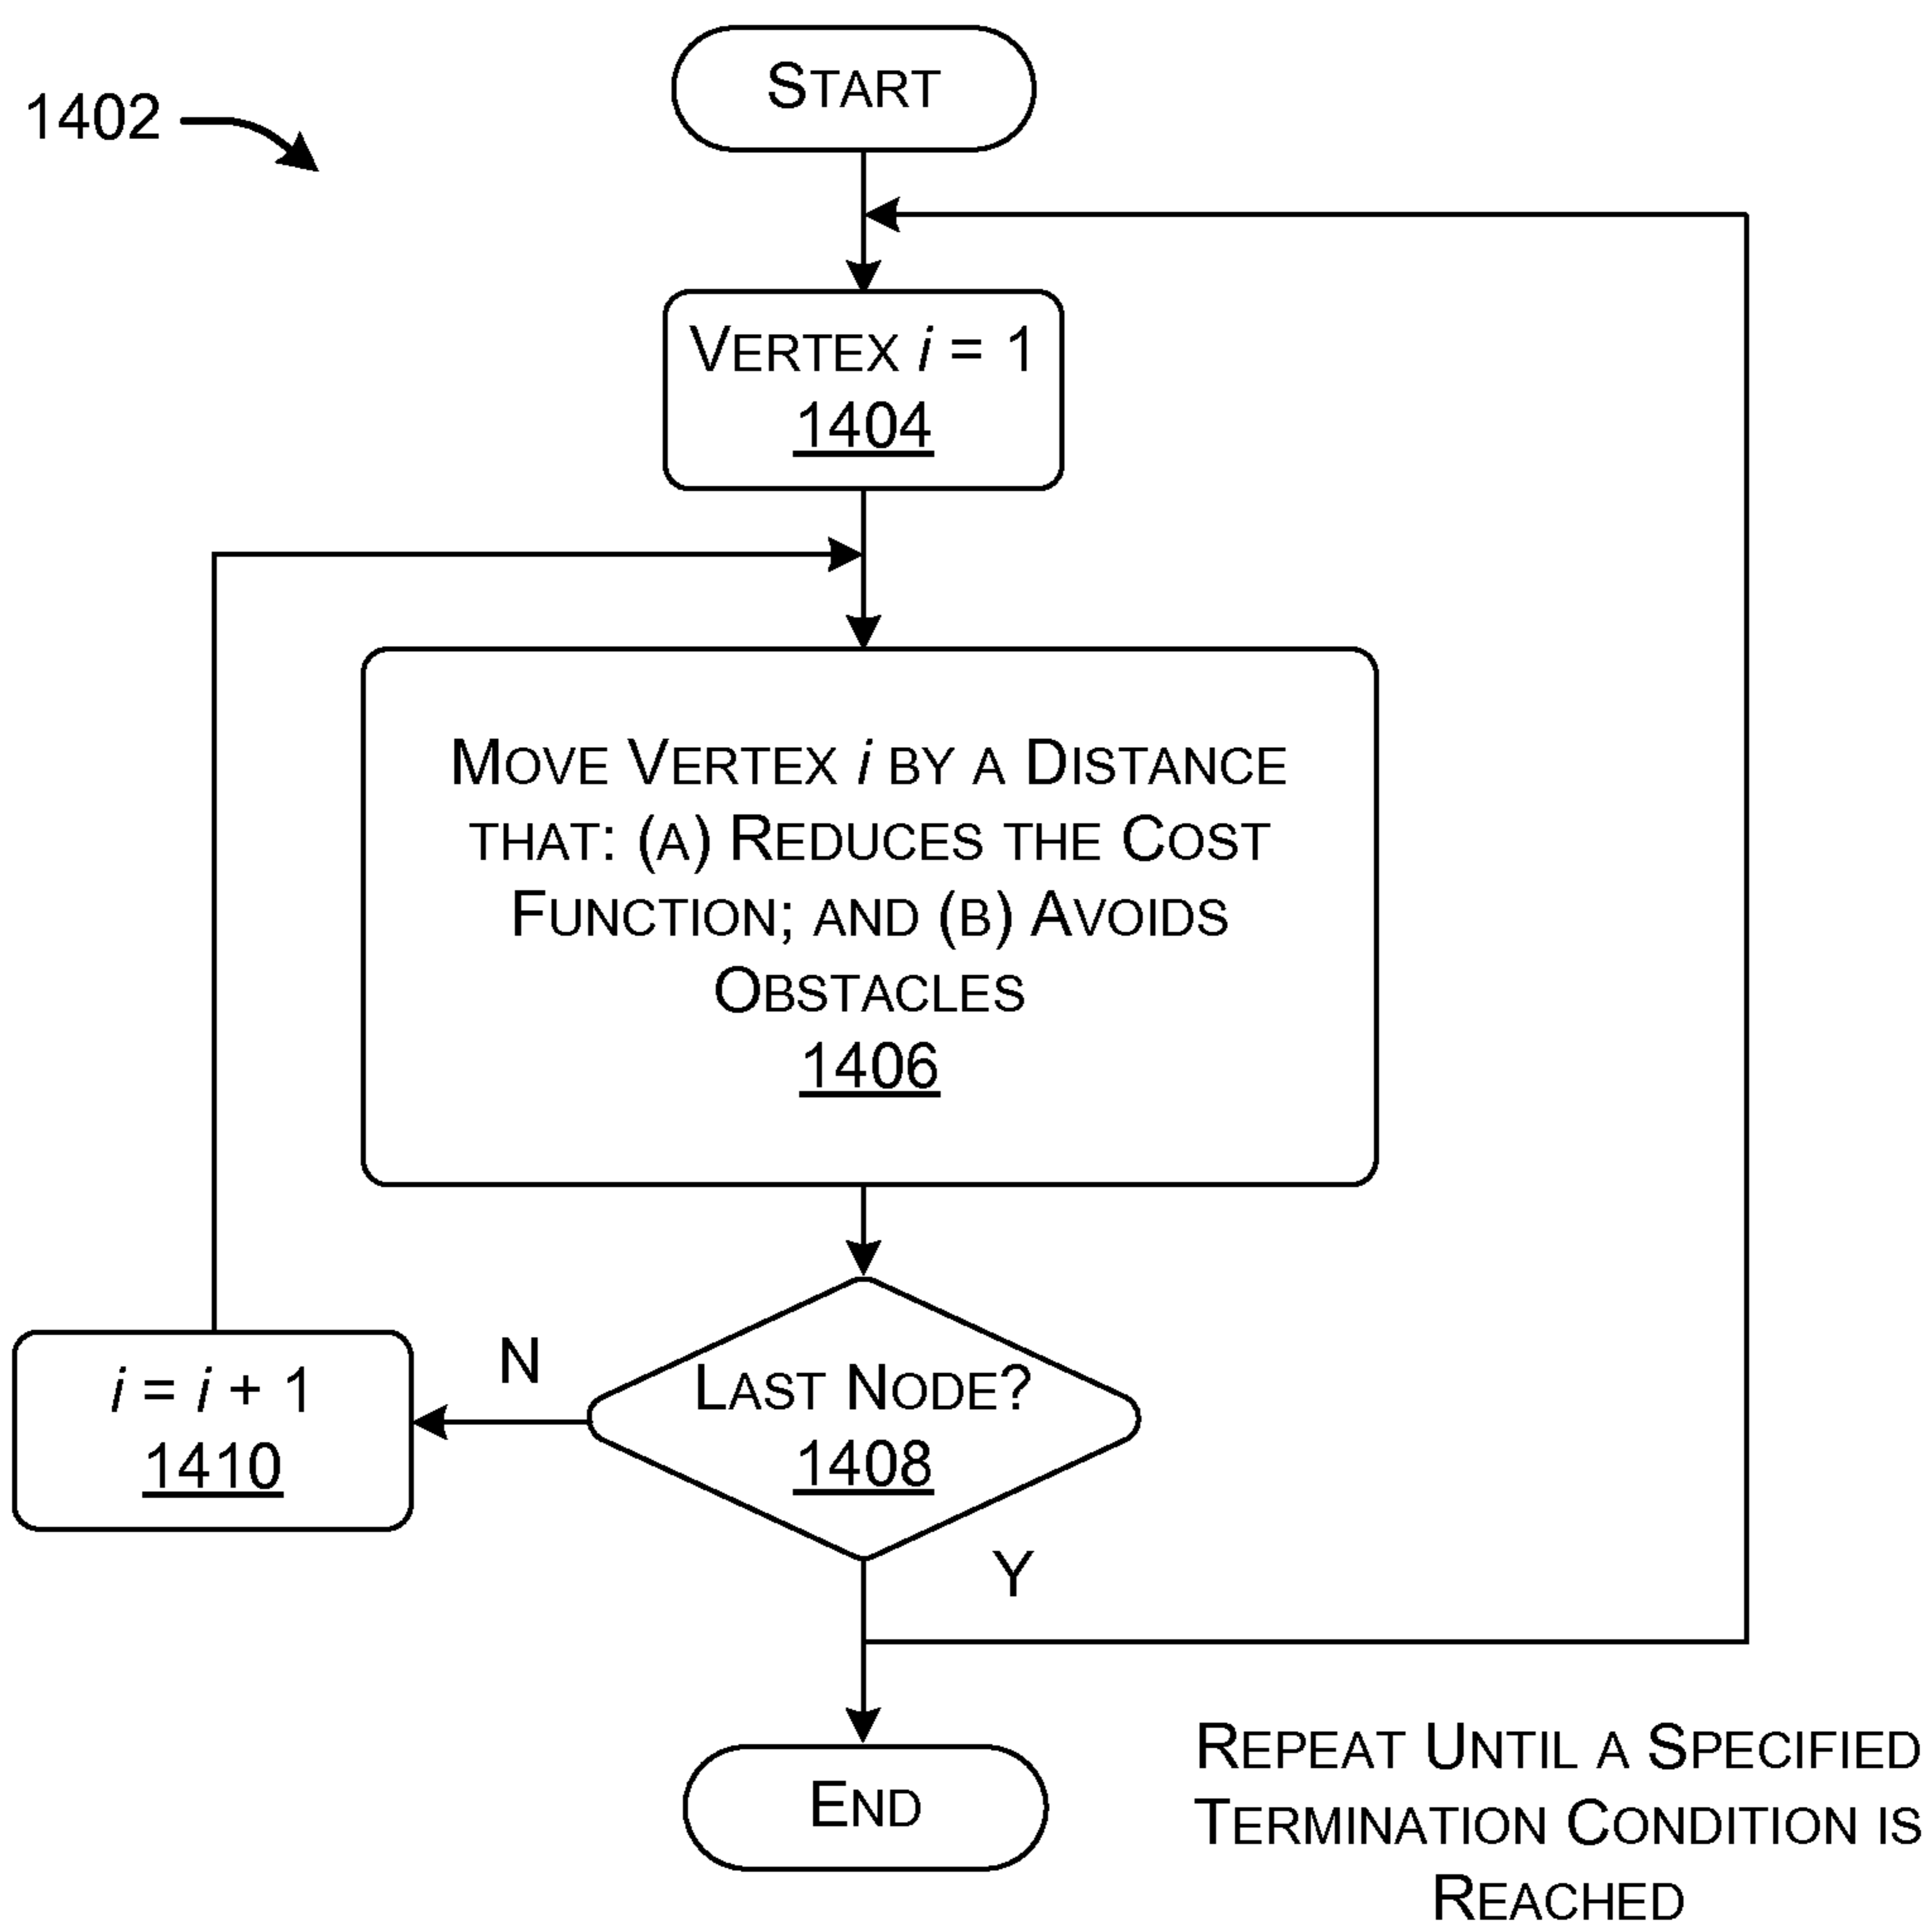 START
1402
VERTEX i = 1
1404
MOVE VERTEX i BY A DISTANCE
THAT: (A) REDUCES THE COST
FUNCTION; AND (B) AVOIDS
OBSTACLES
1406
N
LAST NODE?
1408
i = i + 1
1410
Y
END
REPEAT UNTIL A SPECIFIED
TERMINATION CONDITION IS
REACHED